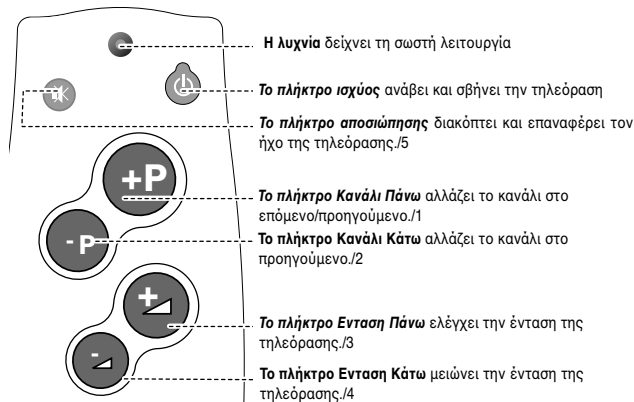 Η λυχνία δείχνει τη σωστή λειτουργία
Το πλήκτρο ισχύος ανάβει και σβήνει την τηλεόραση
Το πλήκτρο αποσιώπησης διακόπτει και επαναφέρει τον
ήχο της τηλεόρασης./5
+P
Το πλήκτρο Κανάλι Πάνω αλλάζει το κανάλι στο
επόμενο/προηγούμενο./1
- P
Το πλήκτρο Κανάλι Κάτω αλλάζει το κανάλι στο
προηγούμενο./2
+
Το πλήκτρο Ενταση Πάνω ελέγχει την ένταση της
τηλεόρασης./3
-
Το πλήκτρο Ενταση Κάτω μειώνει την ένταση της
τηλεόρασης./4